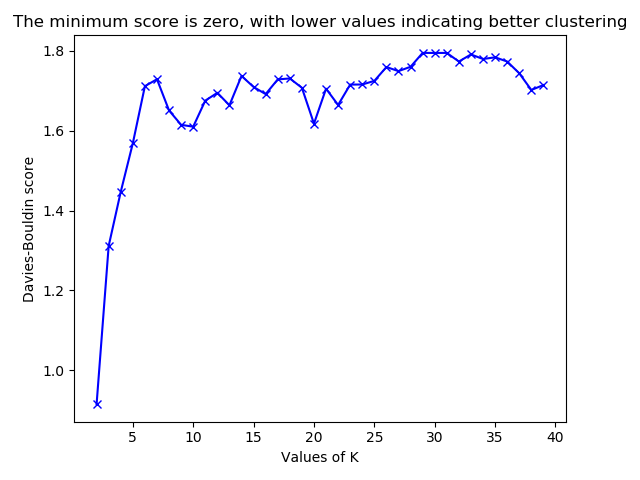 The minimum score is zero, with lower values indicating better clustering
1.8
1.6
1.4
1.2
1.0
Davies-Bouldin score
5 10 15 20 25 30 35 40
Values of K